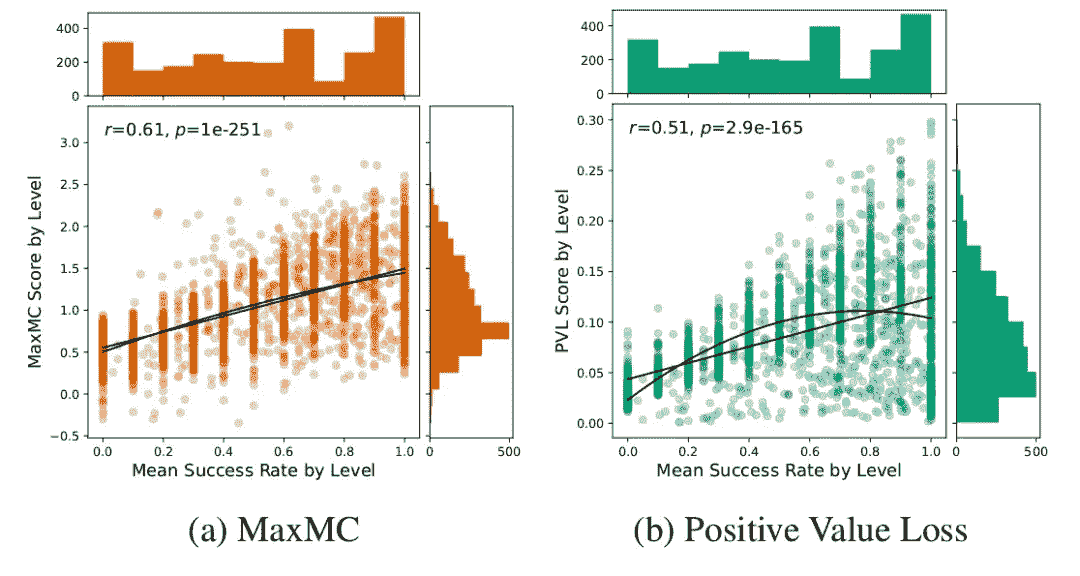 400
200
0
r=0.61, p=1e-251
MaxMC Score by Level
3.0
2.5
2.0
1.5
1.0
0.5
0.0
−0.5
0.0 0.2 0.4 0.6 0.8 1.0
Mean Success Rate by Level
0 500
(a) MaxMC
400
200
0
r=0.51, p=2.9e-165
PVL Score by Level
0.30
0.25
0.20
0.15
0.10
0.05
0.00
0.0 0.2 0.4 0.6 0.8 1.0
Mean Success Rate by Level
0 500
(b) Positive Value Loss